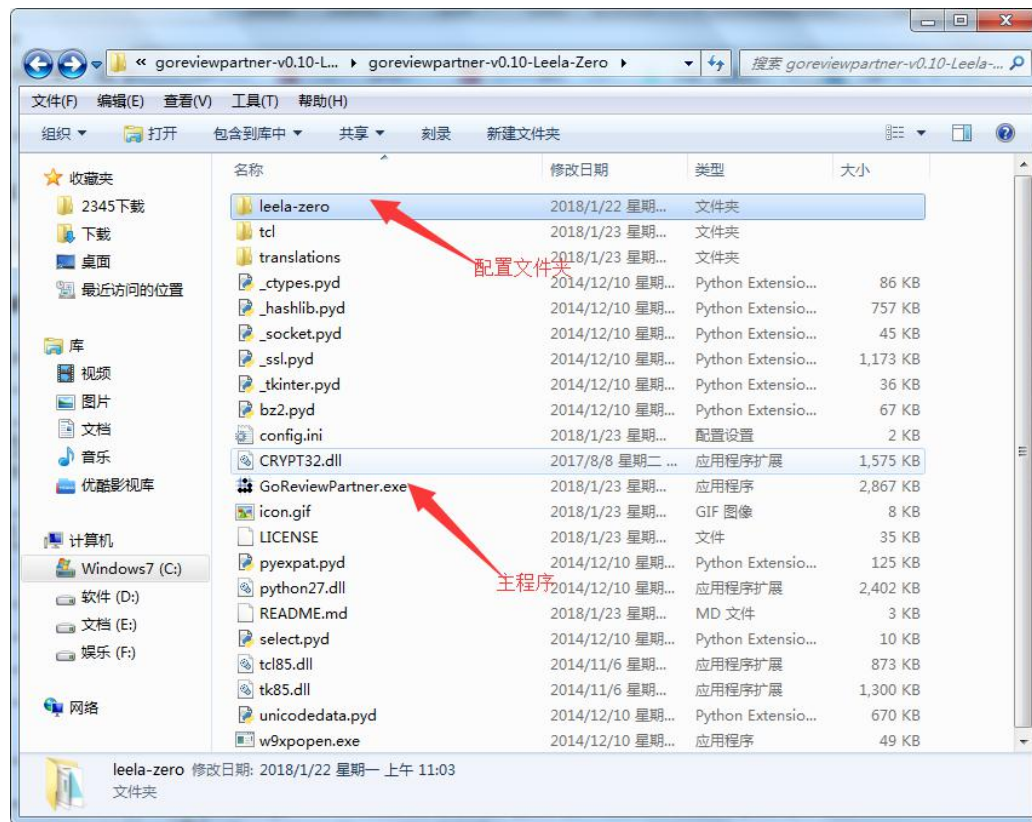 « goreviewpartner-v0.10-L... ▸ goreviewpartner-v0.10-Leela-Zero ▸
搜索 goreviewpartner-v0.10-Leela-...
文件(F) 编辑(E) 查看(V) 工具(T) 帮助(H)
组织 打开 包含到库中 共享 刻录 新建文件夹
收藏夹
2345下载
下载
桌面
最近访问的位置
库
视频
图片
文档
音乐
优酷影视库
计算机
Windows7 (C:)
软件 (D:)
文档 (E:)
娱乐 (F:)
网络
名称 修改日期 类型 大小
leela-zero 2018/1/22 星期... 文件夹
tcl 2018/1/23 星期... 文件夹
translations 2018/1/23 星期... 文件夹
配置文件夹
_ctypes.pyd 2014/12/10 星期... Python Extensio... 86 KB
_hashlib.pyd 2014/12/10 星期... Python Extensio... 757 KB
_socket.pyd 2014/12/10 星期... Python Extensio... 45 KB
_ssl.pyd 2014/12/10 星期... Python Extensio... 1,173 KB
_tkinter.pyd 2014/12/10 星期... Python Extensio... 36 KB
bz2.pyd 2014/12/10 星期... Python Extensio... 67 KB
config.ini 2018/1/23 星期... 配置设置 2 KB
CRYPT32.dll 2017/8/8 星期二 ... 应用程序扩展 1,575 KB
GoReviewPartner.exe 2018/1/23 星期... 应用程序 2,867 KB
icon.gif 2018/1/23 星期... GIF 图像 8 KB
LICENSE 2018/1/23 星期... 文件 35 KB
pyexpat.pyd 2014/12/10 星期... Python Extensio... 125 KB
主程序
python27.dll 2014/12/10 星期... 应用程序扩展 2,402 KB
README.md 2018/1/23 星期... MD 文件 3 KB
select.pyd 2014/12/10 星期... Python Extensio... 10 KB
tcl85.dll 2014/11/6 星期... 应用程序扩展 873 KB
tk85.dll 2014/11/6 星期... 应用程序扩展 1,300 KB
unicodedata.pyd 2014/12/10 星期... Python Extensio... 670 KB
w9xpopen.exe 2014/12/10 星期... 应用程序 49 KB
leela-zero 修改日期: 2018/1/22 星期一 上午 11:03
文件夹